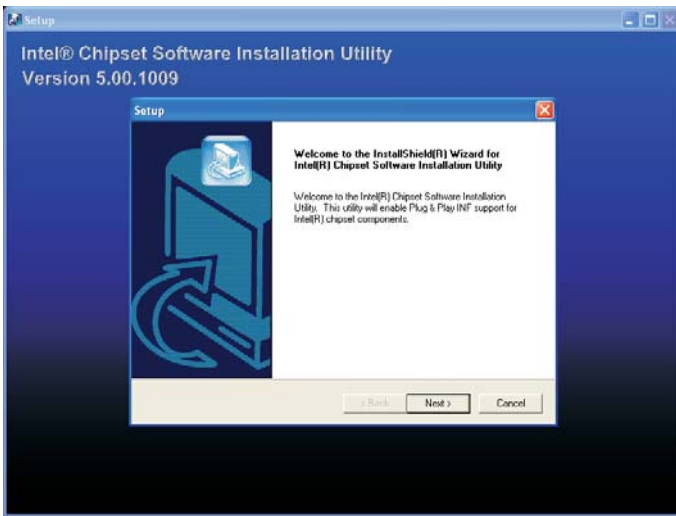 Setup
Intel® Chipset Software Installation Utility
Version 5.00.1009
Setup
Welcome to the InstallShield(R) Wizard for
Intel(R) Chipset Software Installation Utility
Welcome to the Intel(R) Chipset Software Installation
Utility. This utility will enable Plug & Play INF support for
Intel(R) chipset components.
< Back
Next >
Cancel